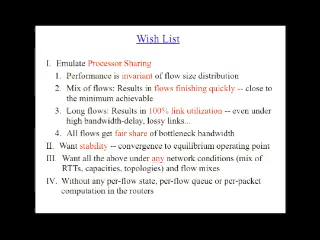 Wish List
I. Emulate Processor Sharing
1. Performance is invariant of flow size distribution
2. Mix of flows: Results in flows finishing quickly -- close to
the minimum achievable
3. Long flows: Results in 100% link utilization -- even under
high bandwidth-delay, lossy links...
4. All flows get fair share of bottleneck bandwidth
II. Want stability -- convergence to equilibrium operating point
III. Want all the above under any network conditions (mix of
RTTs, capacities, topologies) and flow mixes
IV. Without any per-flow state, per-flow queue or per-packet
computation in the routers